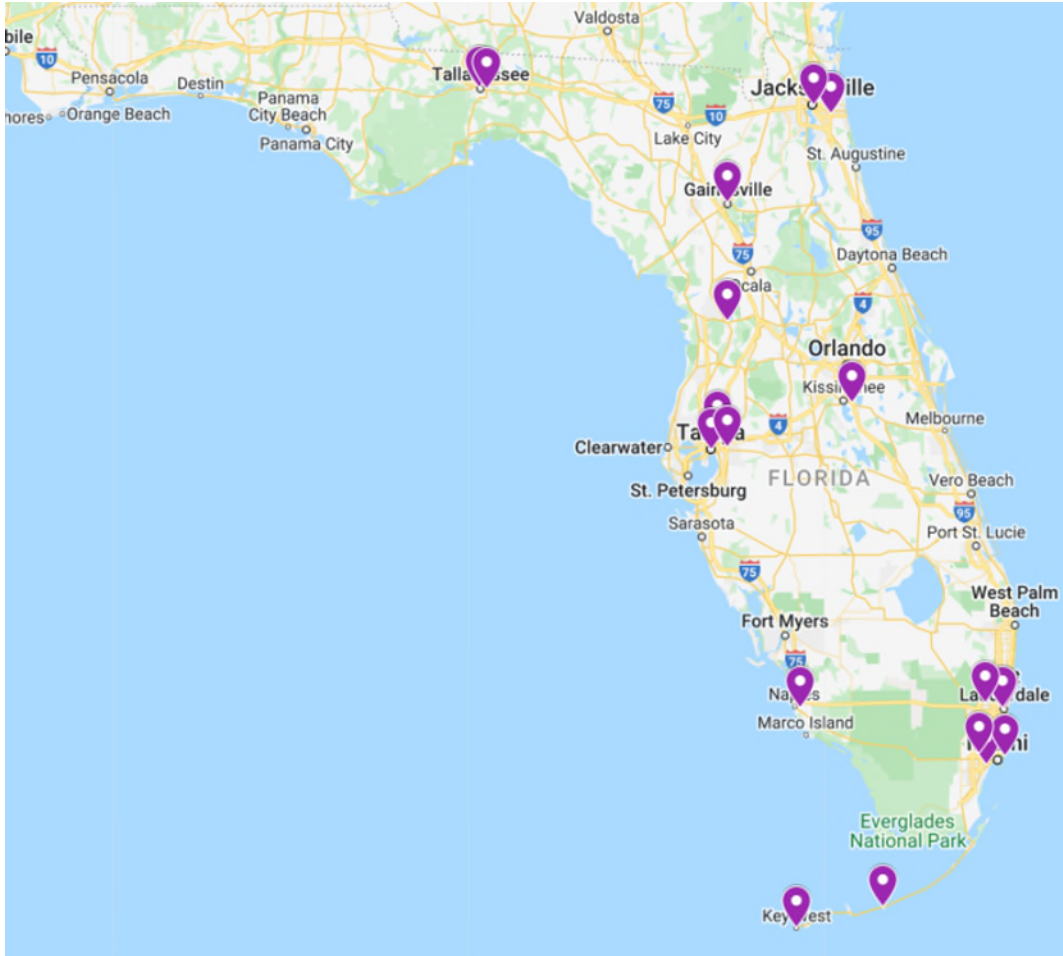 Valdosta
bile
10
Tallahassee
Pensacola
Destin
Panama
City Beach
Panama City
Orange Beach
nores
Jacksonville
75
10
Lake City
St. Augustine
Gainesville
95
75
Daytona Beach
Ocala
4
Orlando
Kissimmee
Melbourne
Tampa
4
Clearwater
FLORIDA
St. Petersburg
Vero Beach
95
Sarasota
Port St. Lucie
75
West Palm
Beach
Fort Myers
75
Naples
Lauderdale
Marco Island
Miami
Everglades
National Park
Key West